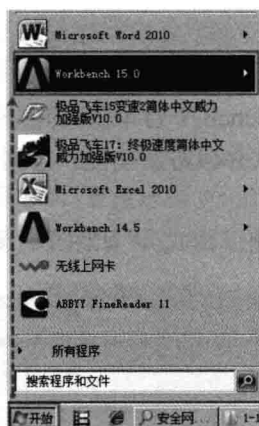 Microsoft Word 2010
Workbench 15.0
极品飞车15变速2简体中文威力
加强版V10.0
极品飞车17：终极速度简体中文
威力加强版V10.0
Microsoft Excel 2010
Workbench 14.5
无线上网卡
ABBYY FineReader 11
所有程序
搜索程序和文件
开始
安全网...
1-1